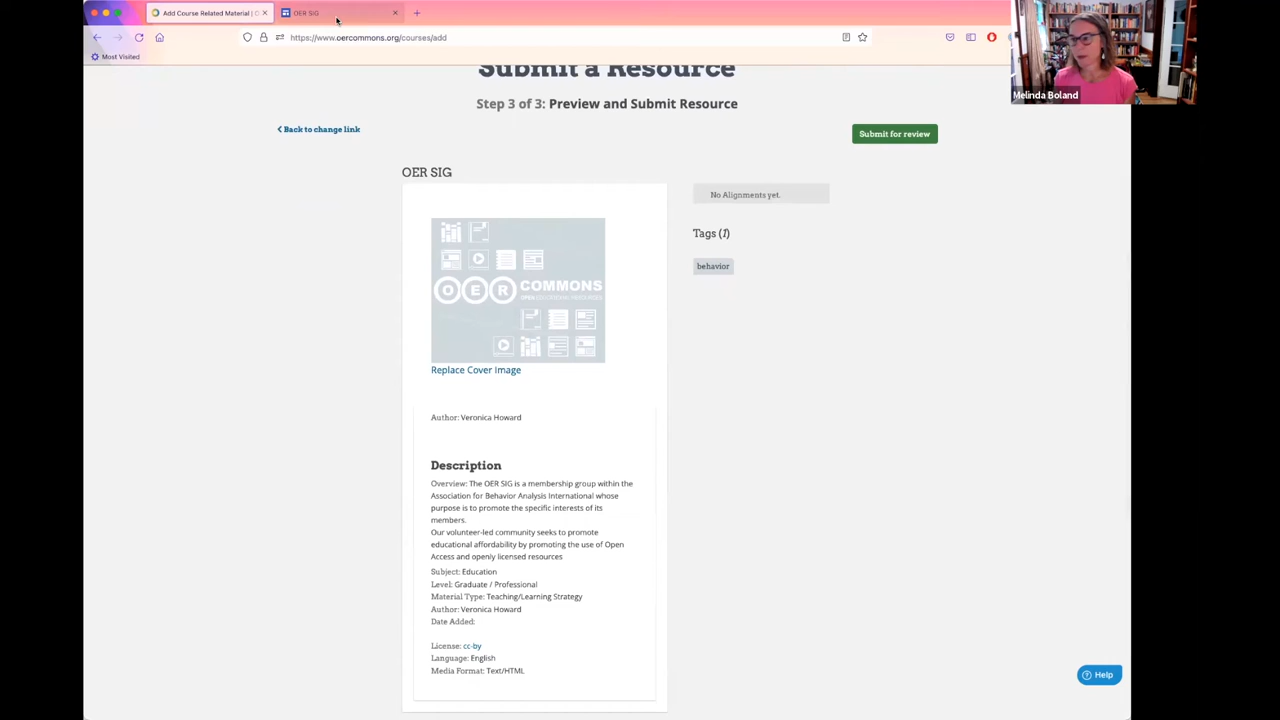 Add Course Related Material | O
OER SIG
https://www.oercommons.org/courses/add
Most Visited
Melinda Boland
Submit a Resource
Step 3 of 3: Preview and Submit Resource
Back to change link
Submit for review
OER SIG
No Alignments yet.
Tags (1)
behavior
OER COMMONS
OPEN EDUCATIONAL RESOURCES
Replace Cover Image
Author: Veronica Howard
Description
Overview: The OER SIG is a membership group within the
Association for Behavior Analysis International whose
purpose is to promote the specific interests of its
members.
Our volunteer-led community seeks to promote
educational affordability by promoting the use of Open
Access and openly licensed resources
Subject: Education
Level: Graduate / Professional
Material Type: Teaching/Learning Strategy
Author: Veronica Howard
Date Added:
License: cc-by
Language: English
Media Format: Text/HTML
Help